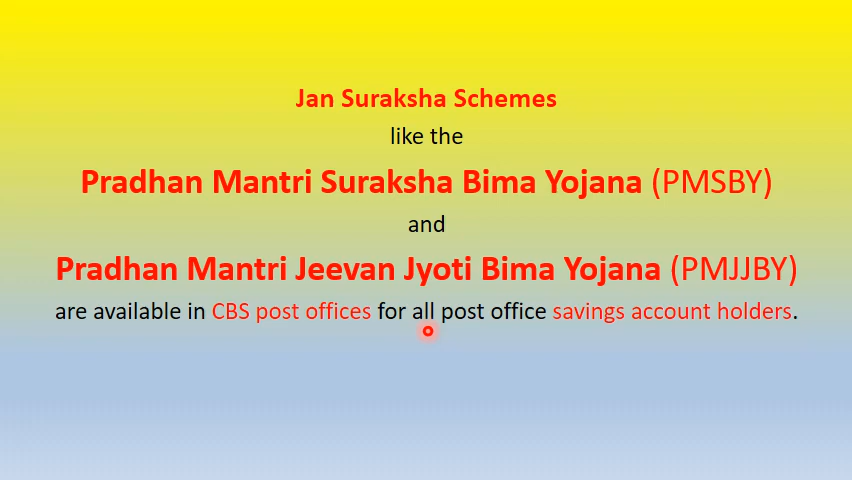 Jan Suraksha Schemes
like the
Pradhan Mantri Suraksha Bima Yojana (PMSBY)
and
Pradhan Mantri Jeevan Jyoti Bima Yojana (PMJJBY)
are available in CBS post offices for all post office savings account holders.